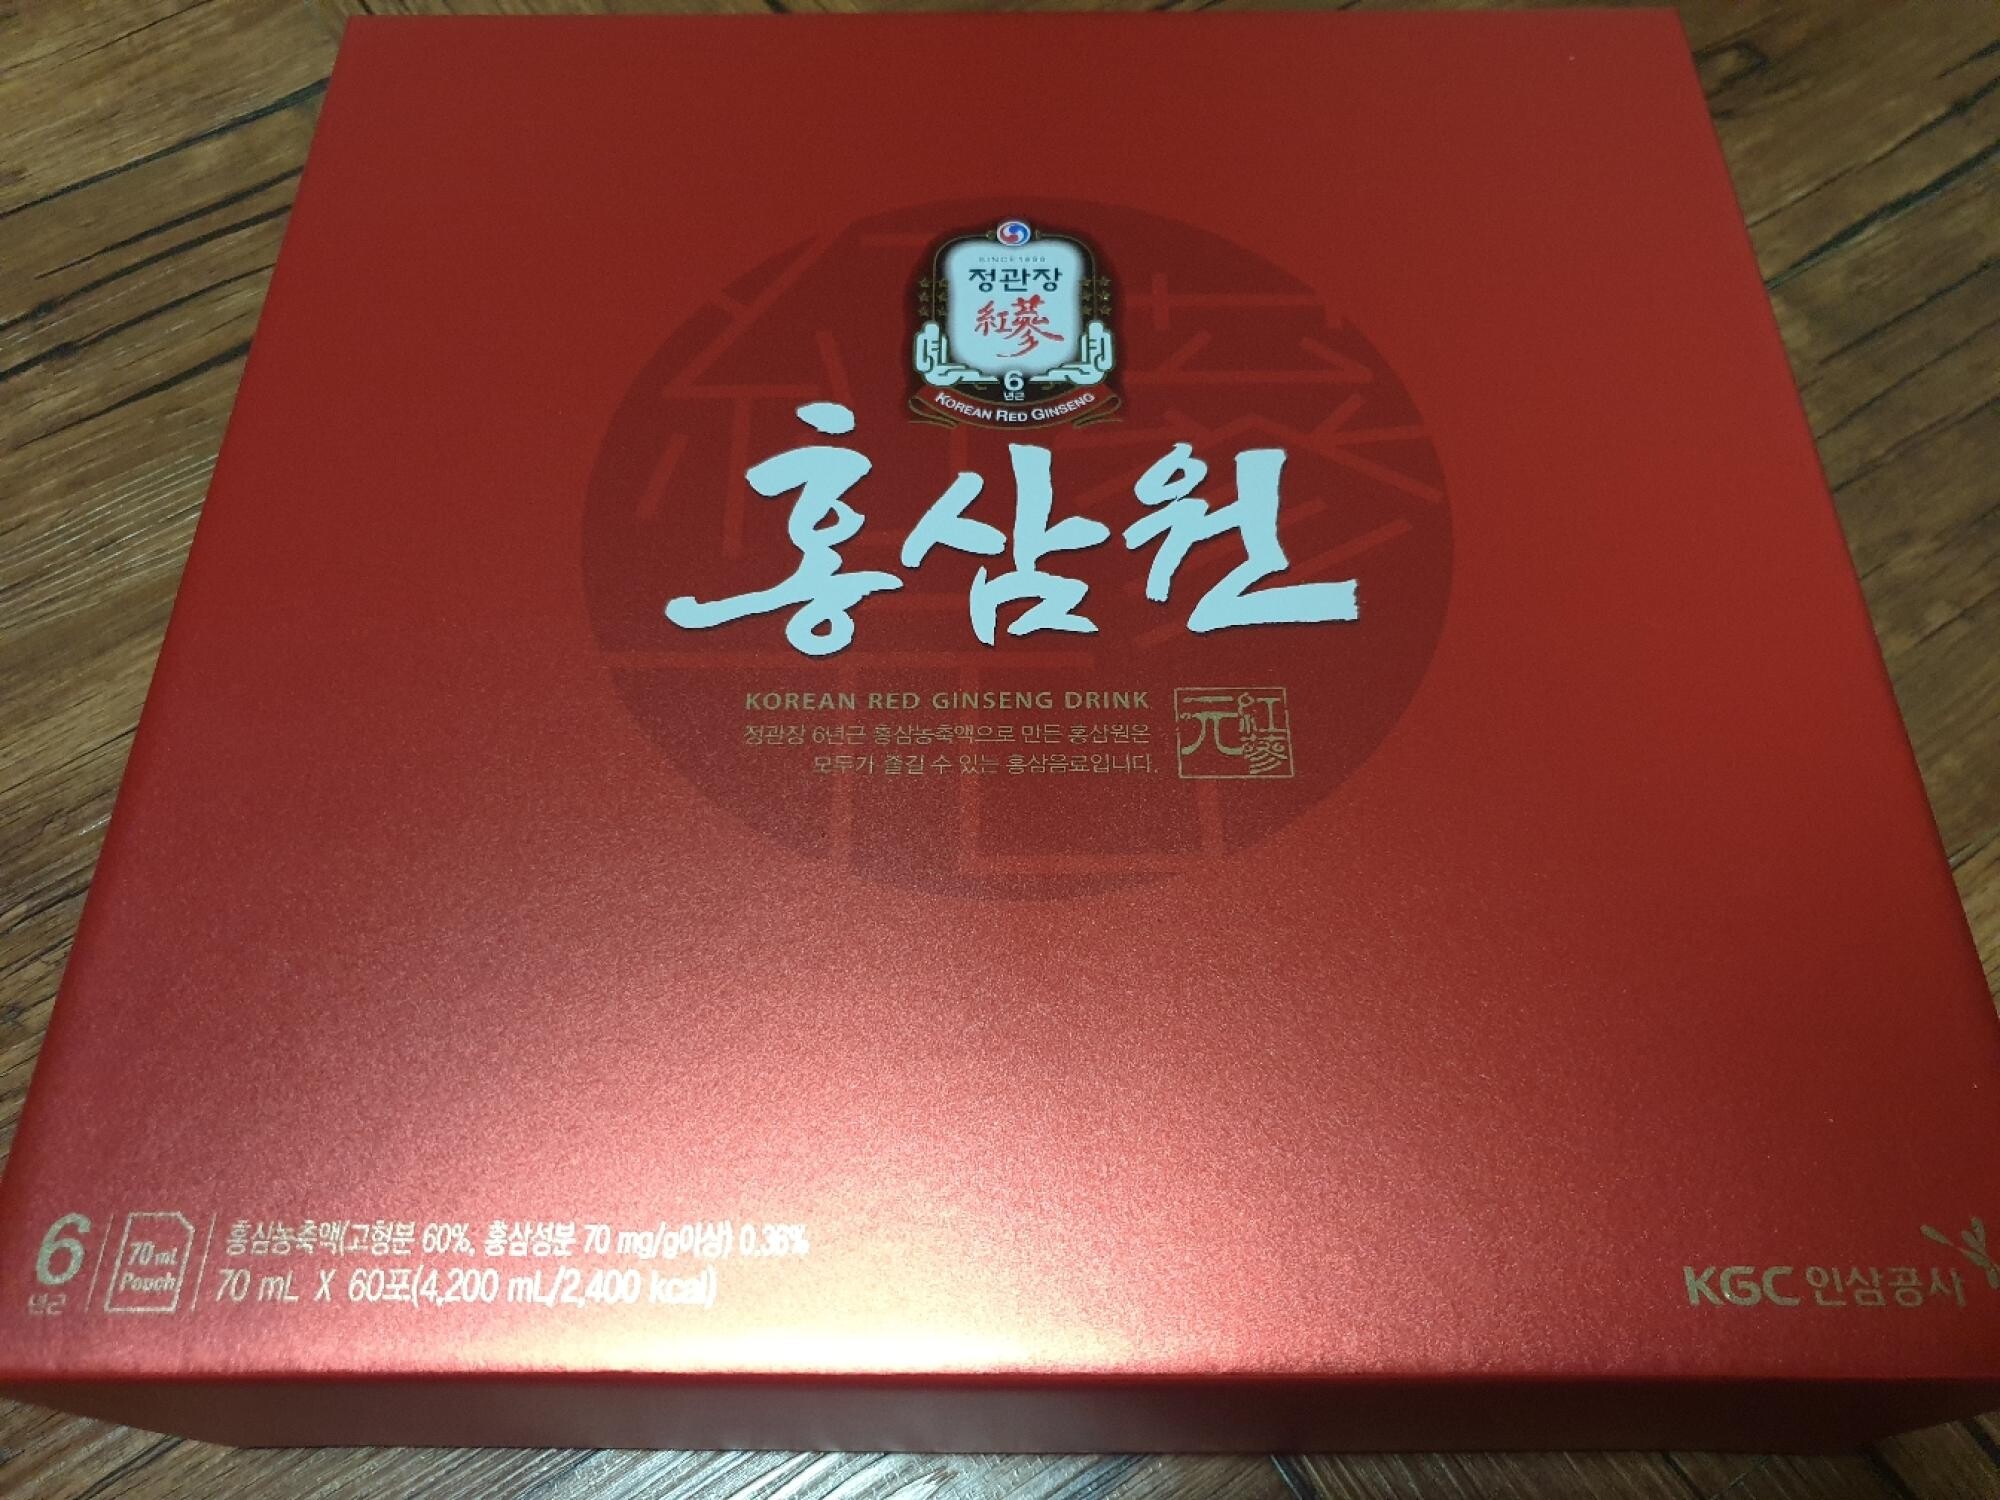 SINCE 1899
정관장
紅蔘
6
년근
KOREAN RED GINSENG
홍삼원
KOREAN RED GINSENG DRINK
정관장 6년근 홍삼농축액으로 만든 홍삼원은
모두가 즐길 수 있는 홍삼음료입니다.
元 紅蔘
6
년근
70 mL
Pouch
홍삼농축액(고형분 60%, 홍삼성분 70 mg/g이상) 0.36%
70 mL X 60포(4,200 mL/2,400 kcal)
KGC 인삼공사